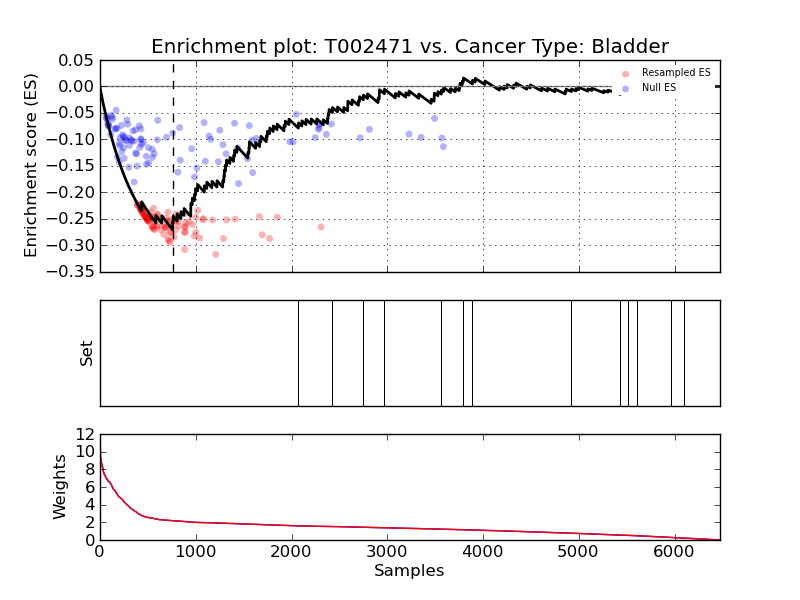 Enrichment plot: T002471 vs. Cancer Type: Bladder
Enrichment score (ES)
0.05
0.00
−0.05
−0.10
−0.15
−0.20
−0.25
−0.30
−0.35
Resampled ES
Null ES
Set
Weights
12
10
8
6
4
2
0
0 1000 2000 3000 4000 5000 6000
Samples